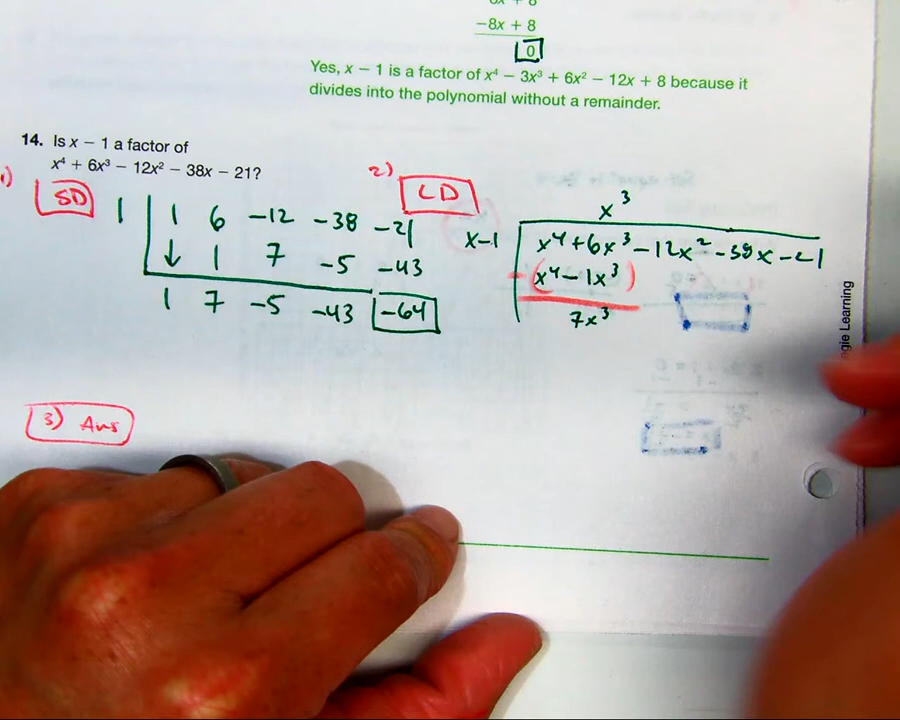 −8x + 8
0
Yes, x − 1 is a factor of x⁴ − 3x³ + 6x² − 12x + 8 because it
divides into the polynomial without a remainder.
14. Is x − 1 a factor of
x⁴ + 6x³ − 12x² − 38x − 21?
1) SD
1 | 1 6 -12 -38 -21
↓ 1 7 -5 -43
1 7 -5 -43 -64
2) LD
x³
x-1 x⁴+6x³-12x²-38x-21
-(x⁴-1x³)
7x³
3) Ans
Learning